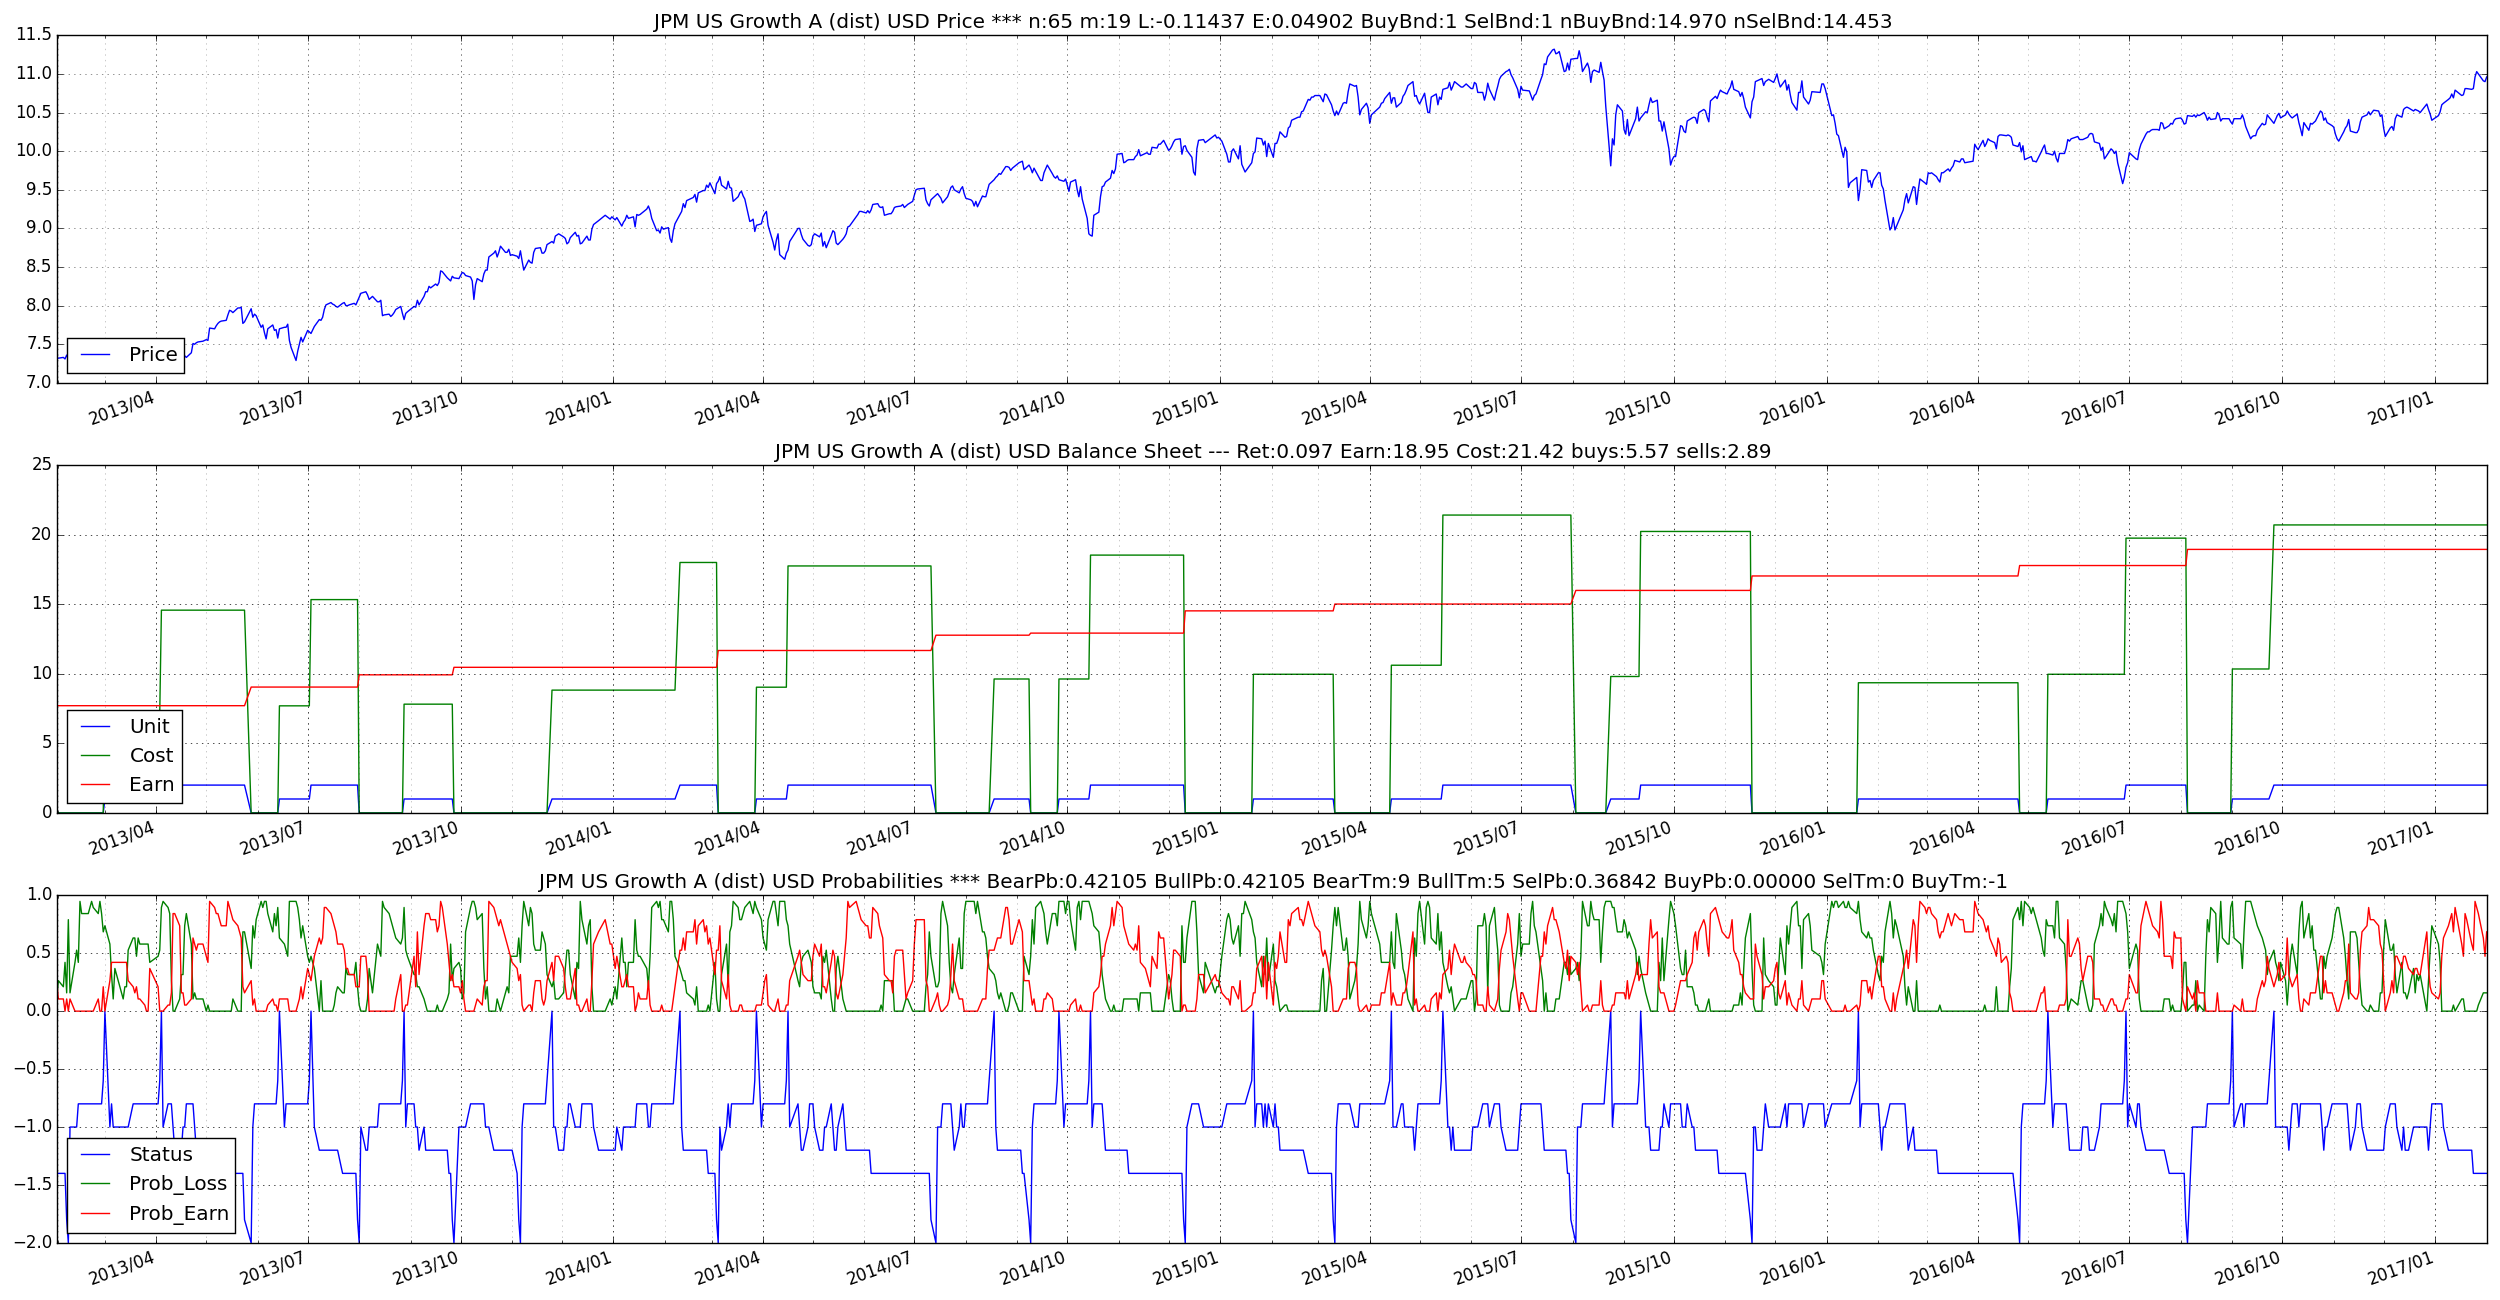 JPM US Growth A (dist) USD Price *** n:65 m:19 L:-0.11437 E:0.04902 BuyBnd:1 SelBnd:1 nBuyBnd:14.970 nSelBnd:14.453
11.5
11.0
10.5
10.0
9.5
9.0
8.5
8.0
7.5
7.0
Price
2013/04 2013/07 2013/10 2014/01 2014/04 2014/07 2014/10 2015/01 2015/04 2015/07 2015/10 2016/01 2016/04 2016/07 2016/10 2017/01
JPM US Growth A (dist) USD Balance Sheet --- Ret:0.097 Earn:18.95 Cost:21.42 buys:5.57 sells:2.89
25
20
15
10
5
0
Unit
Cost
Earn
2013/04 2013/07 2013/10 2014/01 2014/04 2014/07 2014/10 2015/01 2015/04 2015/07 2015/10 2016/01 2016/04 2016/07 2016/10 2017/01
JPM US Growth A (dist) USD Probabilities *** BearPb:0.42105 BullPb:0.42105 BearTm:9 BullTm:5 SelPb:0.36842 BuyPb:0.00000 SelTm:0 BuyTm:-1
1.0
0.5
0.0
−0.5
−1.0
−1.5
−2.0
Status
Prob_Loss
Prob_Earn
2013/04 2013/07 2013/10 2014/01 2014/04 2014/07 2014/10 2015/01 2015/04 2015/07 2015/10 2016/01 2016/04 2016/07 2016/10 2017/01